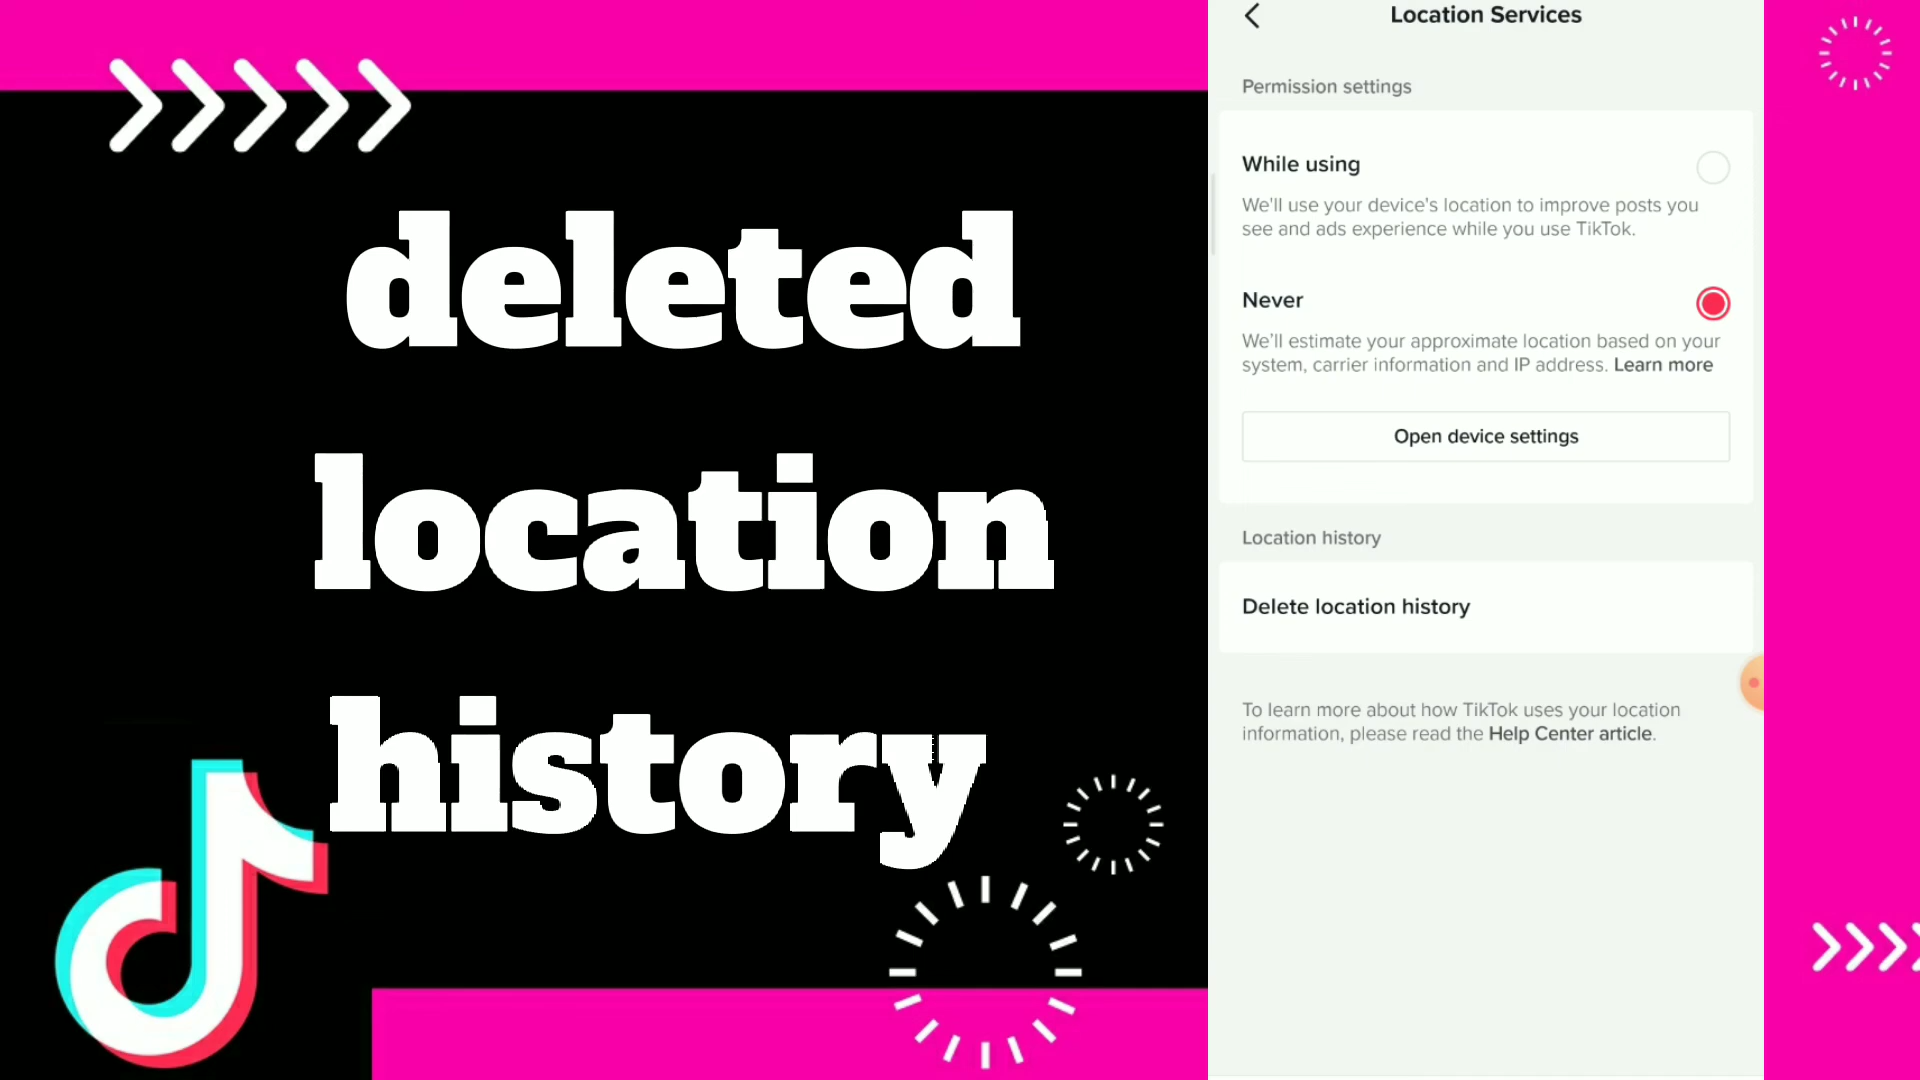 deleted
location
history
Location Services
Permission settings
While using
We'll use your device's location to improve posts you
see and ads experience while you use TikTok.
Never
We’ll estimate your approximate location based on your
system, carrier information and IP address. Learn more
Open device settings
Location history
Delete location history
To learn more about how TikTok uses your location
information, please read the Help Center article.